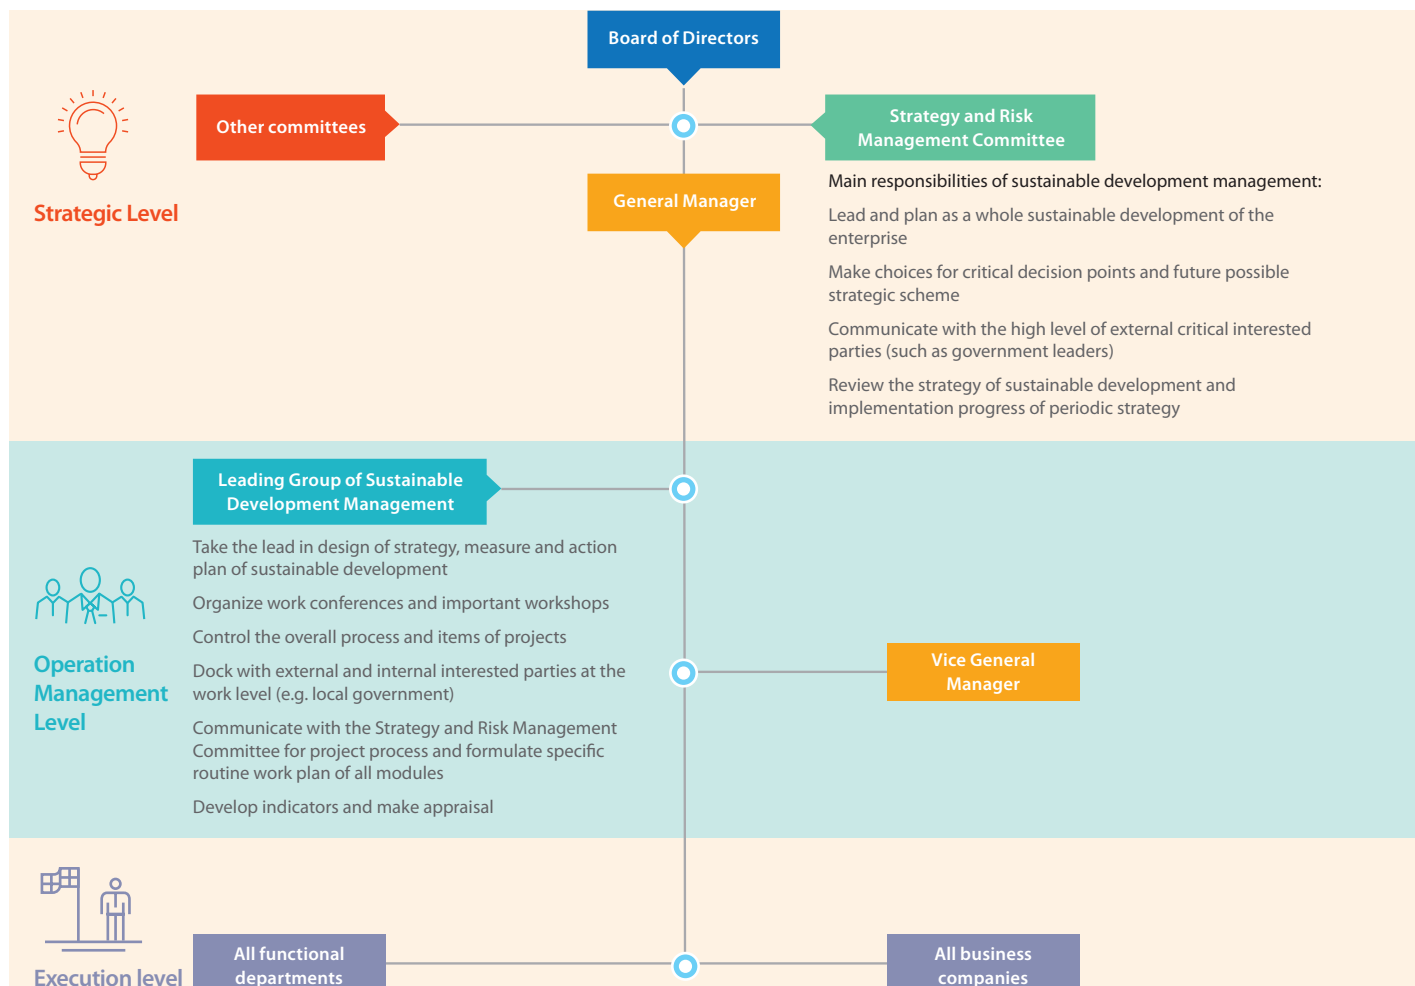 Board of Directors
Other committees
Strategy and Risk
Management Committee
Strategic Level
General Manager
Main responsibilities of sustainable development management:
Lead and plan as a whole sustainable development of the
enterprise
Make choices for critical decision points and future possible
strategic scheme
Communicate with the high level of external critical interested
parties (such as government leaders)
Review the strategy of sustainable development and
implementation progress of periodic strategy
Leading Group of Sustainable
Development Management
Take the lead in design of strategy, measure and action
plan of sustainable development
Organize work conferences and important workshops
Control the overall process and items of projects
Dock with external and internal interested parties at the
work level (e.g. local government)
Communicate with the Strategy and Risk Management
Committee for project process and formulate specific
routine work plan of all modules
Develop indicators and make appraisal
Operation
Management
Level
Vice General
Manager
Execution level
All functional
departments
All business
companies